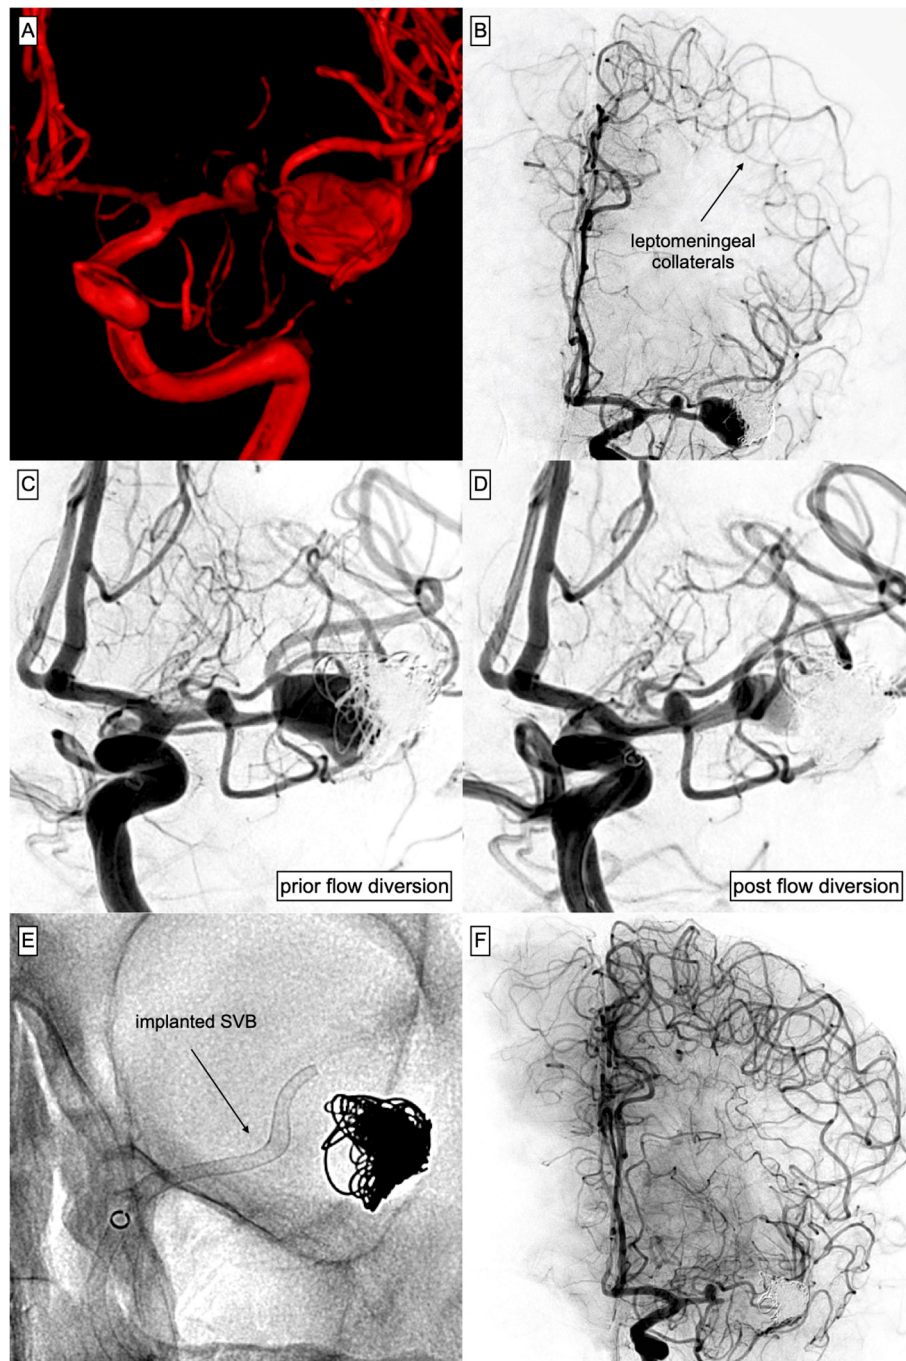 A
B
leptomeningeal
collaterals
C
prior flow diversion
D
post flow diversion
E
implanted SVB
F